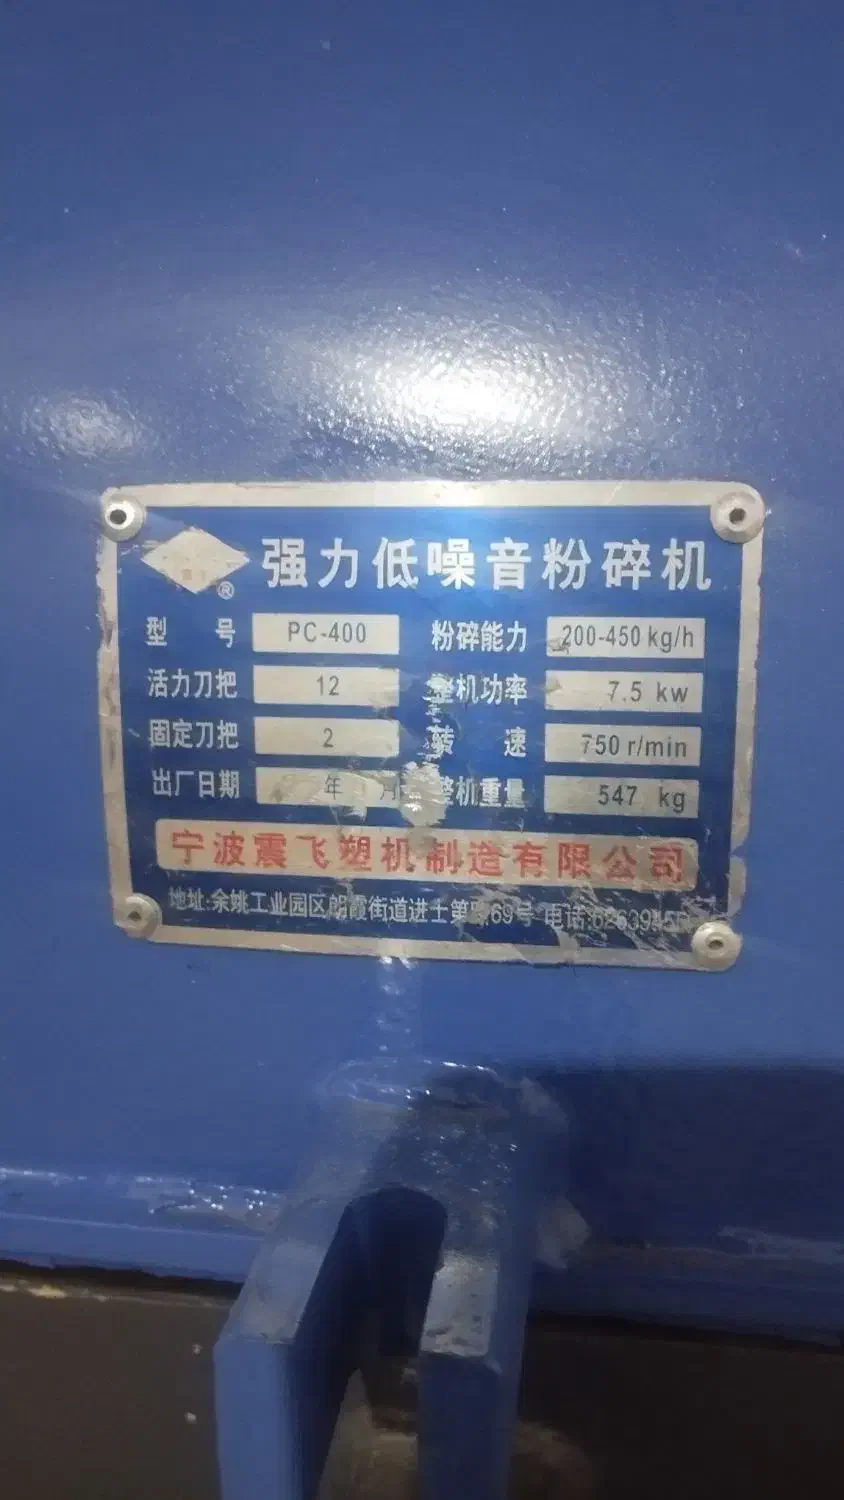 ® 强力低噪音粉碎机
型 号 PC-400 粉碎能力 200-450 kg/h
活力刀把 12 整机功率 7.5 kw
固定刀把 2 转 速 750 r/min
出厂日期 年 月 整机重量 547 kg
宁波震飞塑机制造有限公司
地址:余姚工业园区朗霞街道进士 69号 电话: